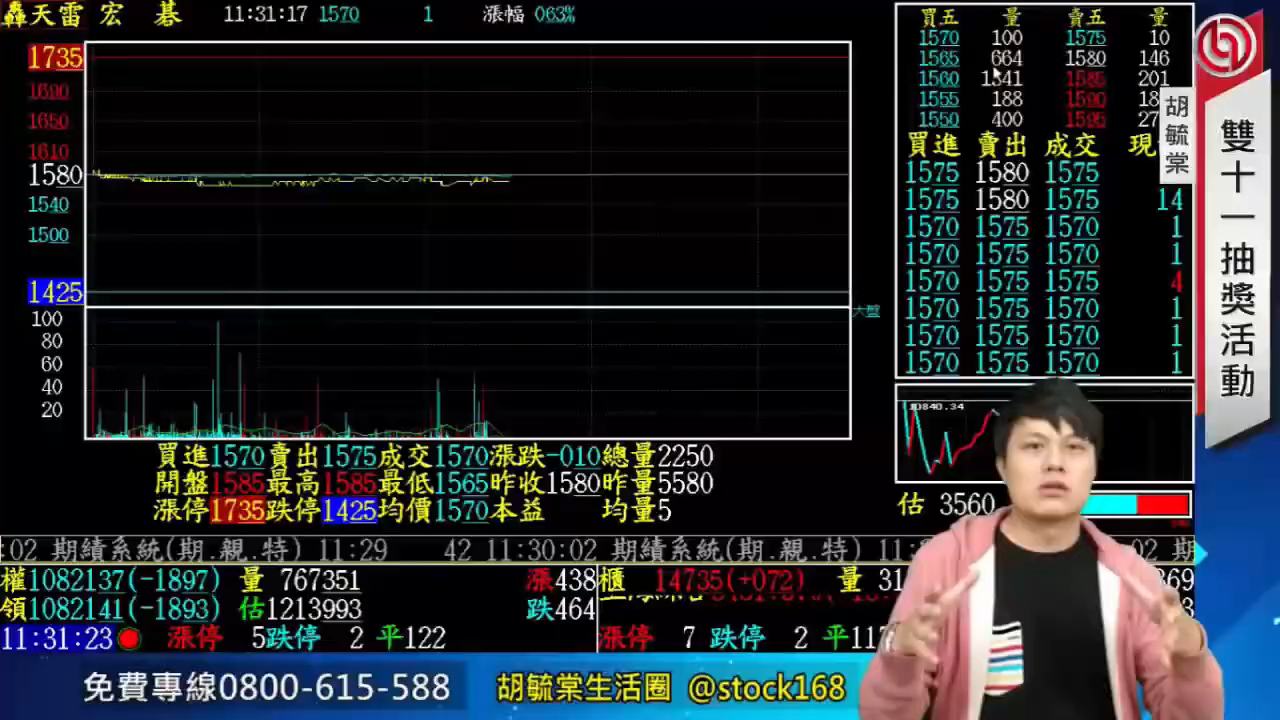 轟天雷 宏 碁 11:31:17 1570 1 漲幅 063%
1735
1690
1650
1610
1580
1540
1500
1425
大盤
100
80
60
40
20
買五 量 賣五 量
1570 100 1575 10
1565 664 1580 146
1560 1341 1585 201
1555 188 1590
1550 400 1595
買進 賣出 成交 現
1575 1580 1575
1575 1580 1575 14
1570 1575 1570 1
1570 1575 1570 1
1570 1575 1570 4
1570 1575 1570 1
1570 1575 1570 1
1570 1575 1570 1
胡毓棠
雙十一抽獎活動
10840.34
估 3560
買進1570賣出1575成交1570漲跌-010總量2250
開盤1585最高1585最低1565昨收1580昨量5580
漲停1735跌停1425均價1570本益 均量5
:02 期績系統(期.親.特) 11:29 42 11:30:02 期績系統(期.親.特)
權1082137(-1897) 量 767351 漲438
領1082141(-1893) 估1213993 跌464
11:31:23 漲停 5跌停 2 平122
櫃 14735(+072) 量
漲停 7 跌停 2
免費專線0800-615-588 胡毓棠生活圈 @stock168